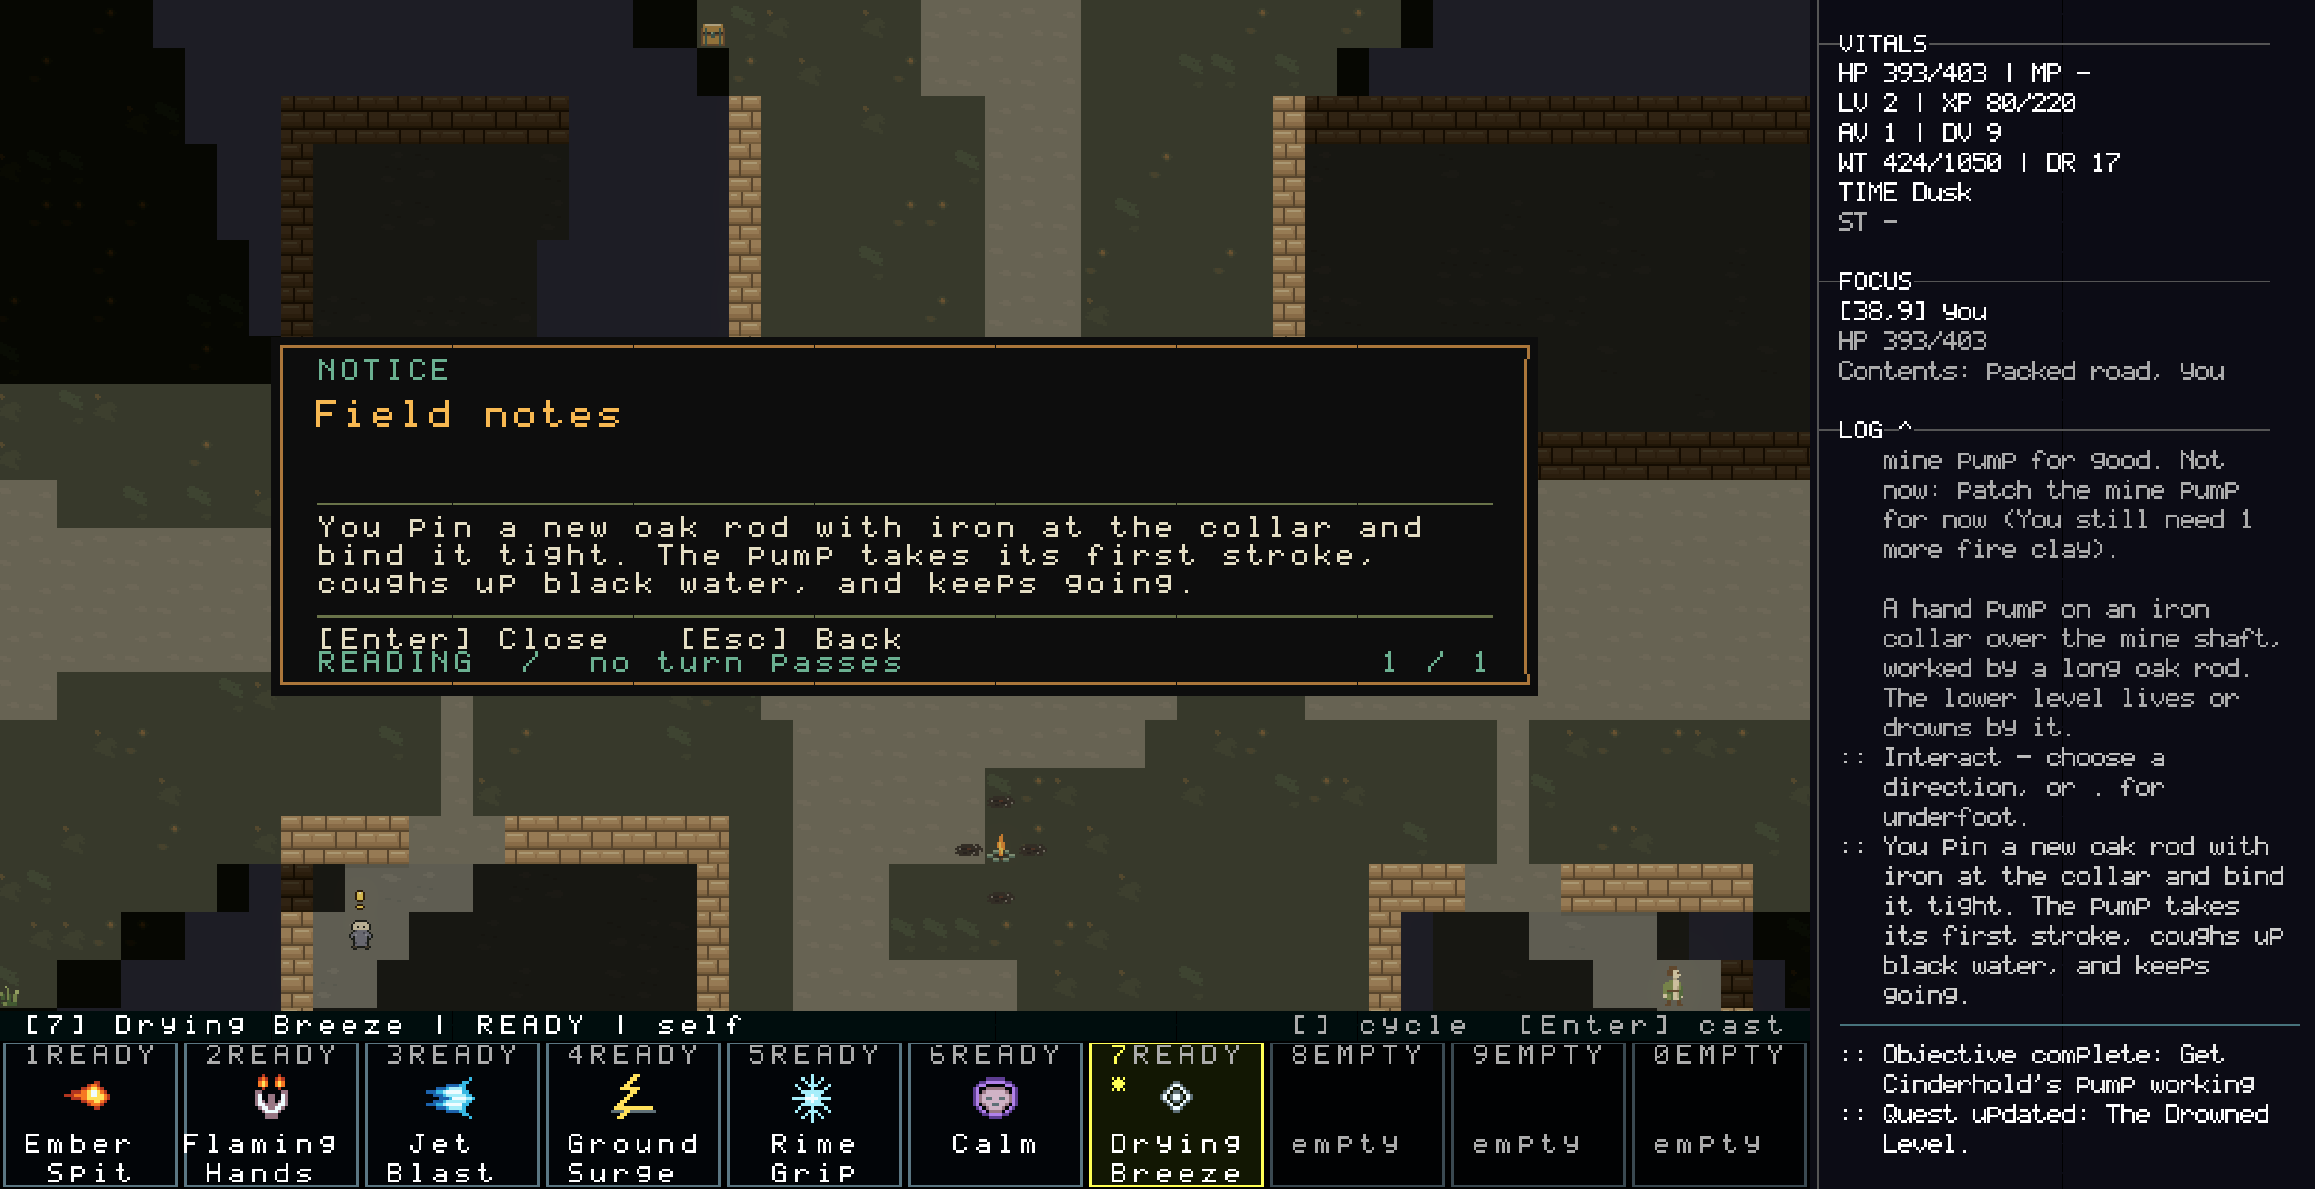 VITALS
HP 393/403 | MP -
LV 2 | XP 80/220
AV 1 | DV 9
WT 424/1050 | DR 17
TIME Dusk
ST -
FOCUS
[38,9] You
HP 393/403
Contents: Packed road, You
LOG ^
mine pump for good. Not
now: Patch the mine pump
for now (You still need 1
more fire clay).
A hand pump on an iron
collar over the mine shaft,
worked by a long oak rod.
The lower level lives or
drowns by it.
:: Interact - choose a
direction, or . for
underfoot.
:: You pin a new oak rod with
iron at the collar and bind
it tight. The pump takes
its first stroke, coughs up
black water, and keeps
going.
:: Objective complete: Get
Cinderhold's pump working
:: Quest updated: The Drowned
Level.
NOTICE
Field notes
You pin a new oak rod with iron at the collar and
bind it tight. The pump takes its first stroke,
coughs up black water, and keeps going.
[Enter] Close [Esc] Back
READING / no turn passes 1 / 1
[7] Drying Breeze | READY | self [] cycle [Enter] cast
1READY 2READY 3READY 4READY 5READY 6READY 7READY 8EMPTY 9EMPTY 0EMPTY
Ember Spit
Flaming Hands
Jet Blast
Ground Surge
Rime Grip
Calm
Drying Breeze
empty
empty
empty